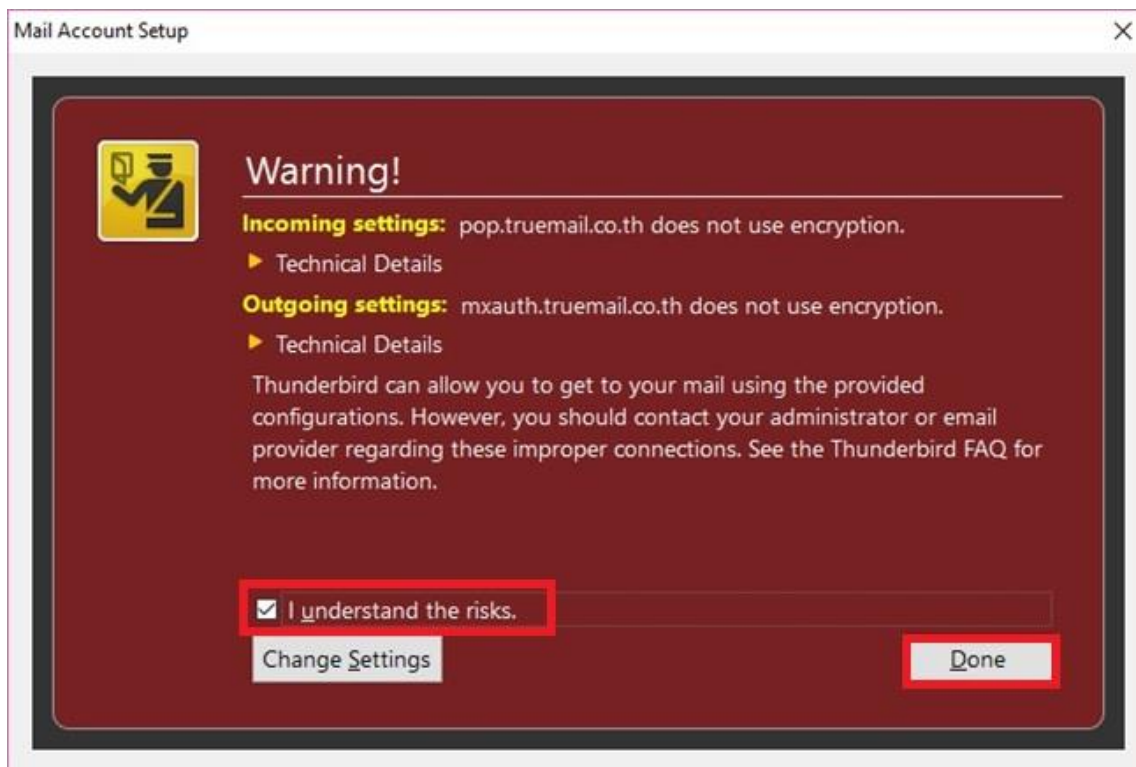 Mail Account Setup
Warning!
Incoming settings: pop.truemail.co.th does not use encryption.
Technical Details
Outgoing settings: mxauth.truemail.co.th does not use encryption.
Technical Details
Thunderbird can allow you to get to your mail using the provided
configurations. However, you should contact your administrator or email
provider regarding these improper connections. See the Thunderbird FAQ for
more information.
I understand the risks.
Change Settings
Done